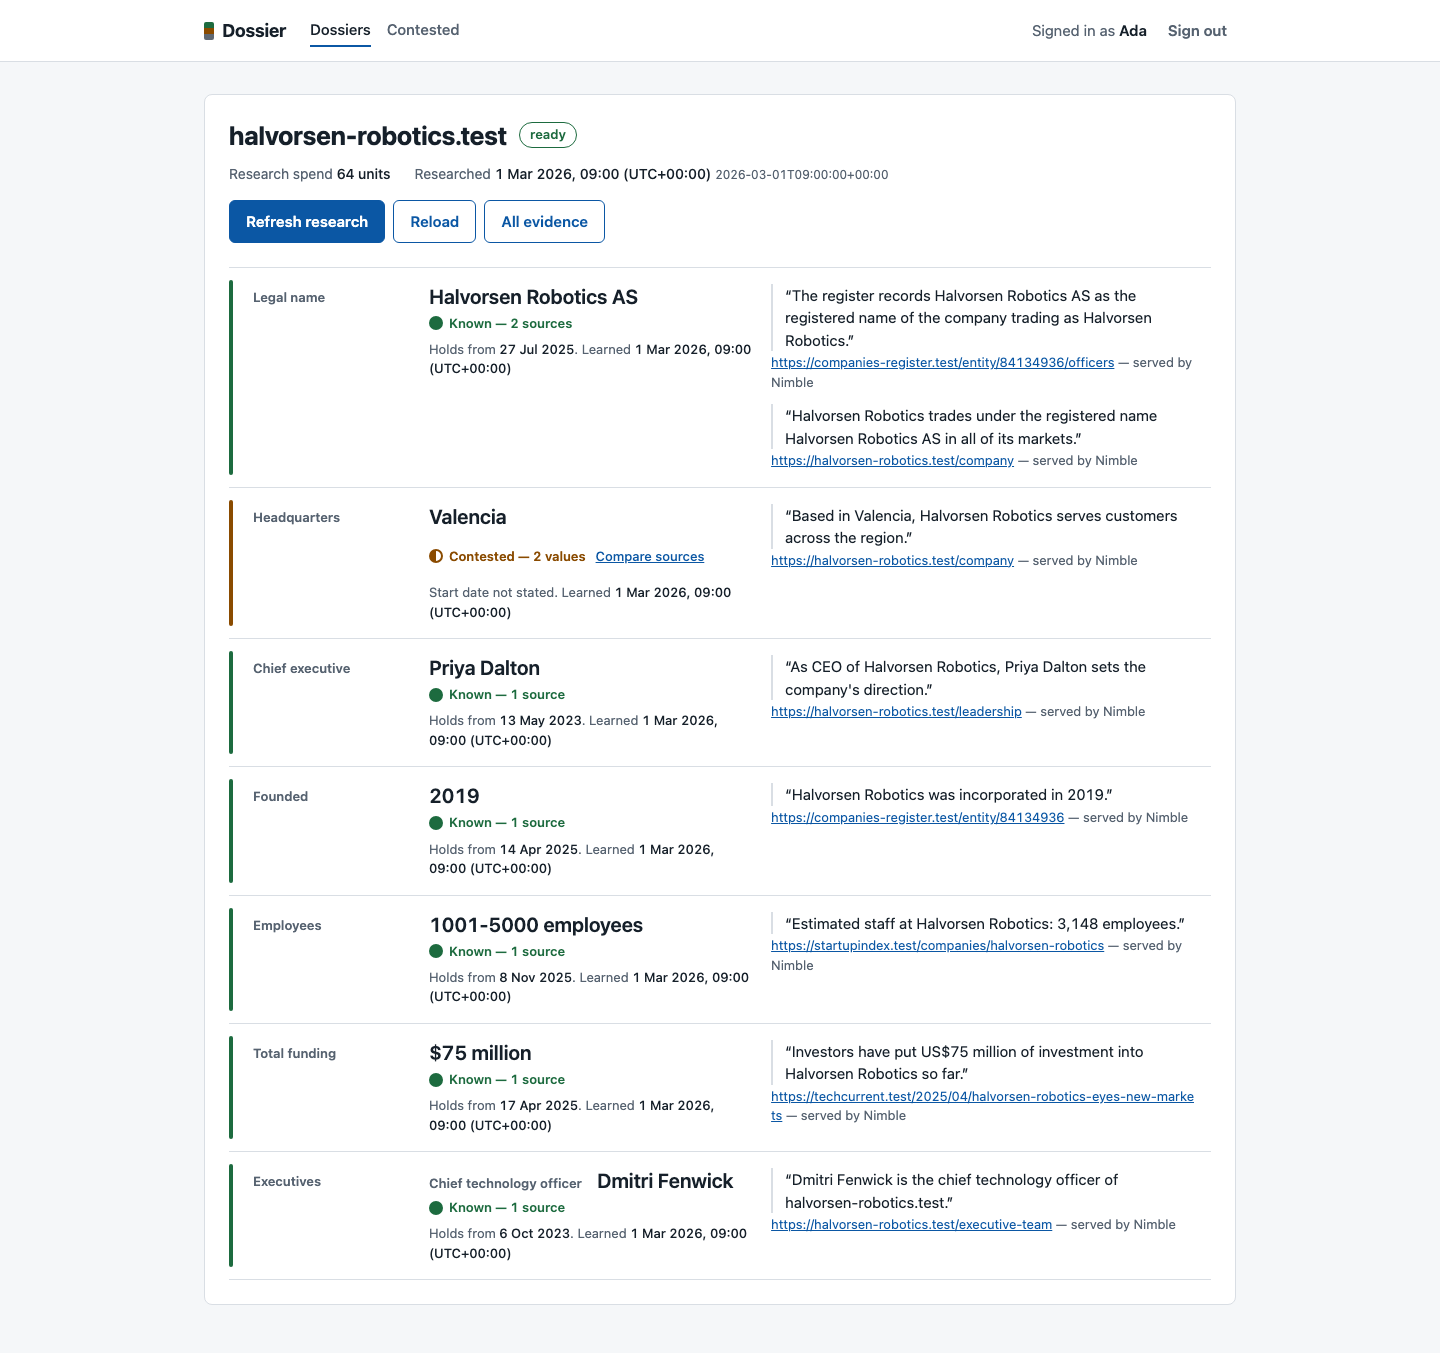 Dossier
Dossiers
Contested
Signed in as Ada
Sign out
halvorsen-robotics.test
ready
Research spend 64 units
Researched 1 Mar 2026, 09:00 (UTC+00:00) 2026-03-01T09:00:00+00:00
Refresh research
Reload
All evidence
Legal name
Halvorsen Robotics AS
Known — 2 sources
Holds from 27 Jul 2025. Learned 1 Mar 2026, 09:00
(UTC+00:00)
“The register records Halvorsen Robotics AS as the
registered name of the company trading as Halvorsen
Robotics.”
https://companies-register.test/entity/84134936/officers — served by
Nimble
“Halvorsen Robotics trades under the registered name
Halvorsen Robotics AS in all of its markets.”
https://halvorsen-robotics.test/company — served by Nimble
Headquarters
Valencia
Contested — 2 values Compare sources
Start date not stated. Learned 1 Mar 2026, 09:00
(UTC+00:00)
“Based in Valencia, Halvorsen Robotics serves customers
across the region.”
https://halvorsen-robotics.test/company — served by Nimble
Chief executive
Priya Dalton
Known — 1 source
Holds from 13 May 2023. Learned 1 Mar 2026,
09:00 (UTC+00:00)
“As CEO of Halvorsen Robotics, Priya Dalton sets the
company's direction.”
https://halvorsen-robotics.test/leadership — served by Nimble
Founded
2019
Known — 1 source
Holds from 14 Apr 2025. Learned 1 Mar 2026,
09:00 (UTC+00:00)
“Halvorsen Robotics was incorporated in 2019.”
https://companies-register.test/entity/84134936 — served by Nimble
Employees
1001-5000 employees
Known — 1 source
Holds from 8 Nov 2025. Learned 1 Mar 2026, 09:00
(UTC+00:00)
“Estimated staff at Halvorsen Robotics: 3,148 employees.”
https://startupindex.test/companies/halvorsen-robotics — served by
Nimble
Total funding
$75 million
Known — 1 source
Holds from 17 Apr 2025. Learned 1 Mar 2026,
09:00 (UTC+00:00)
“Investors have put US$75 million of investment into
Halvorsen Robotics so far.”
https://techcurrent.test/2025/04/halvorsen-robotics-eyes-new-marke
ts — served by Nimble
Executives
Chief technology officer Dmitri Fenwick
Known — 1 source
Holds from 6 Oct 2023. Learned 1 Mar 2026, 09:00
(UTC+00:00)
“Dmitri Fenwick is the chief technology officer of
halvorsen-robotics.test.”
https://halvorsen-robotics.test/executive-team — served by Nimble